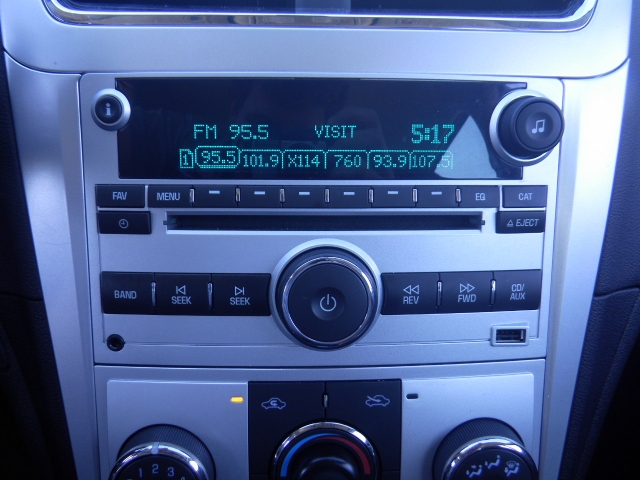 i
FM 95.5 VISIT 5:17
1 95.5 101.9 X114 760 93.9 107.5
FAV MENU EQ CAT
EJECT
BAND SEEK SEEK REV FWD CD/AUX
1 2 3